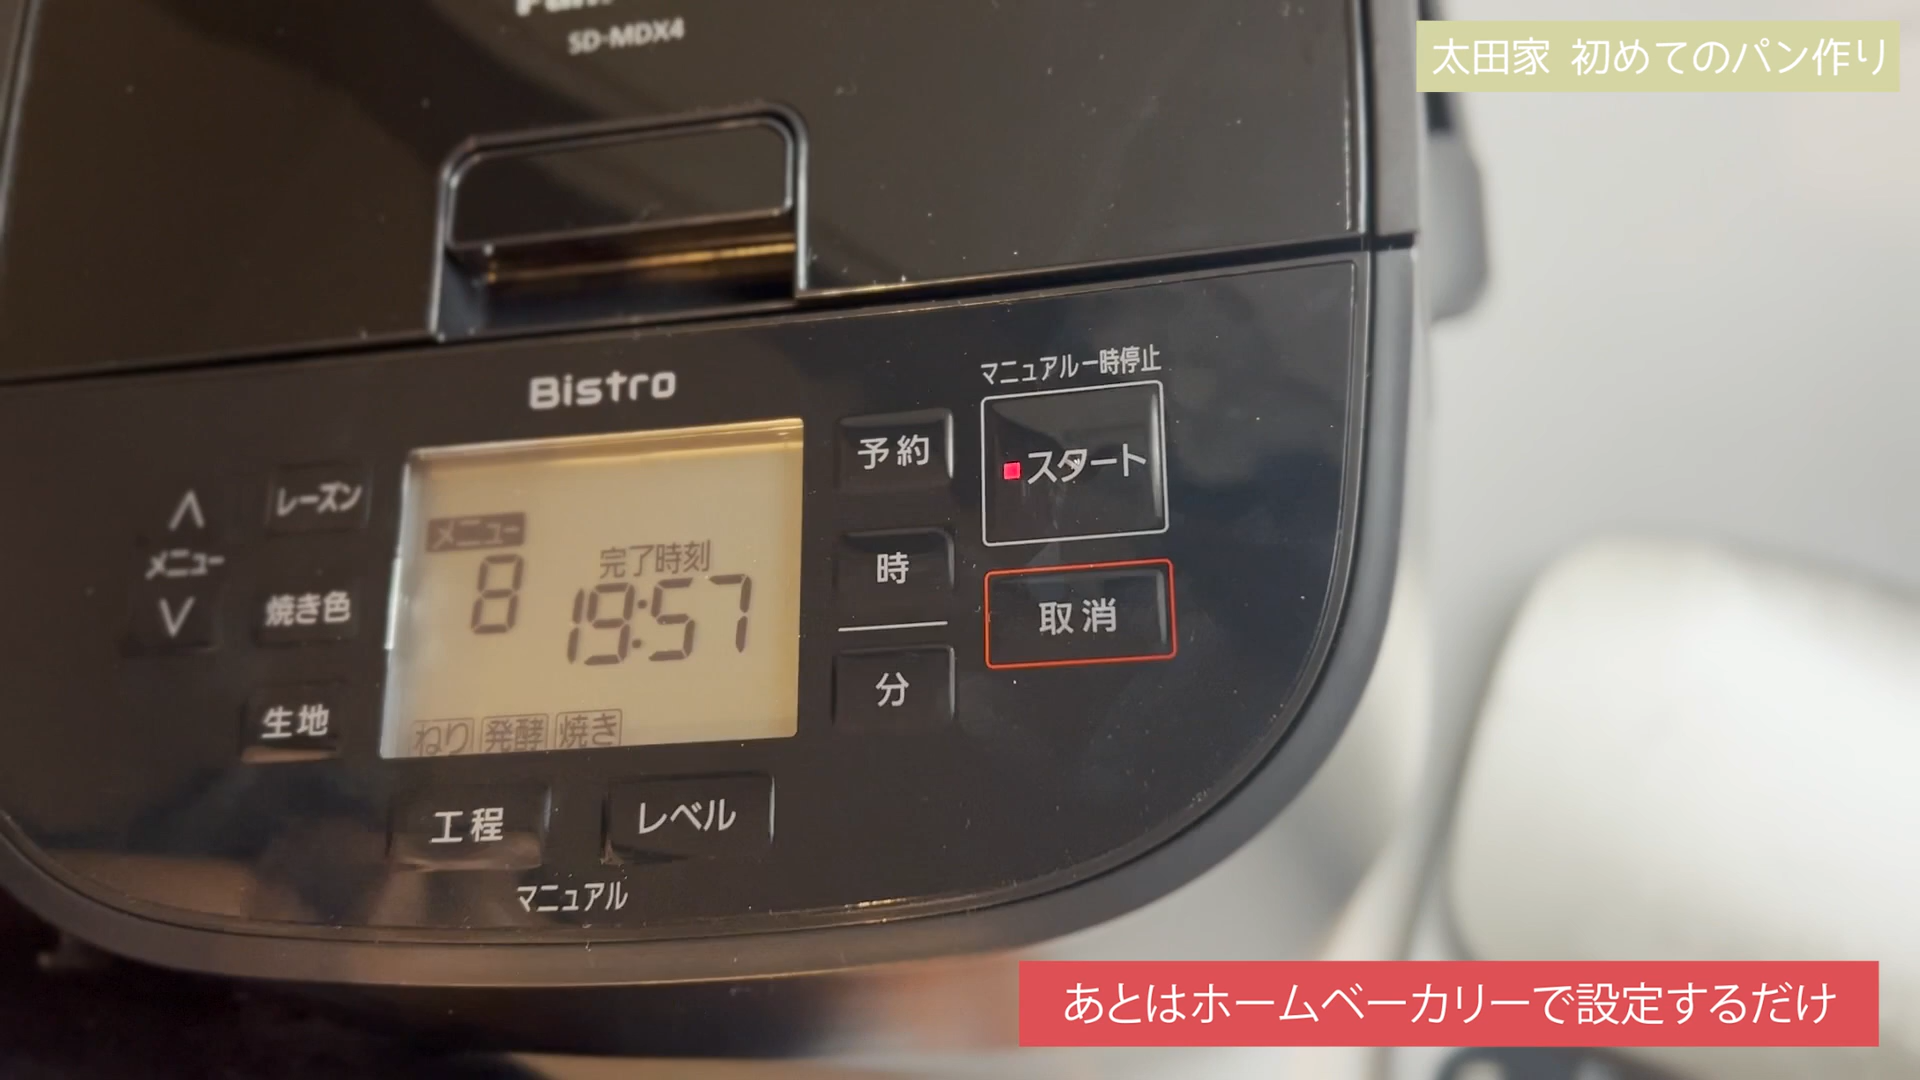 SD-MDX4
太田家 初めてのパン作り
Bistro
マニュアル一時停止
スタート
予約
レーズン
メニュー
メニュー
8
完了時刻
19:57
時
取消
焼き色
分
生地
ねり 発酵 焼き
工程
レベル
マニュアル
あとはホームベーカリーで設定するだけ